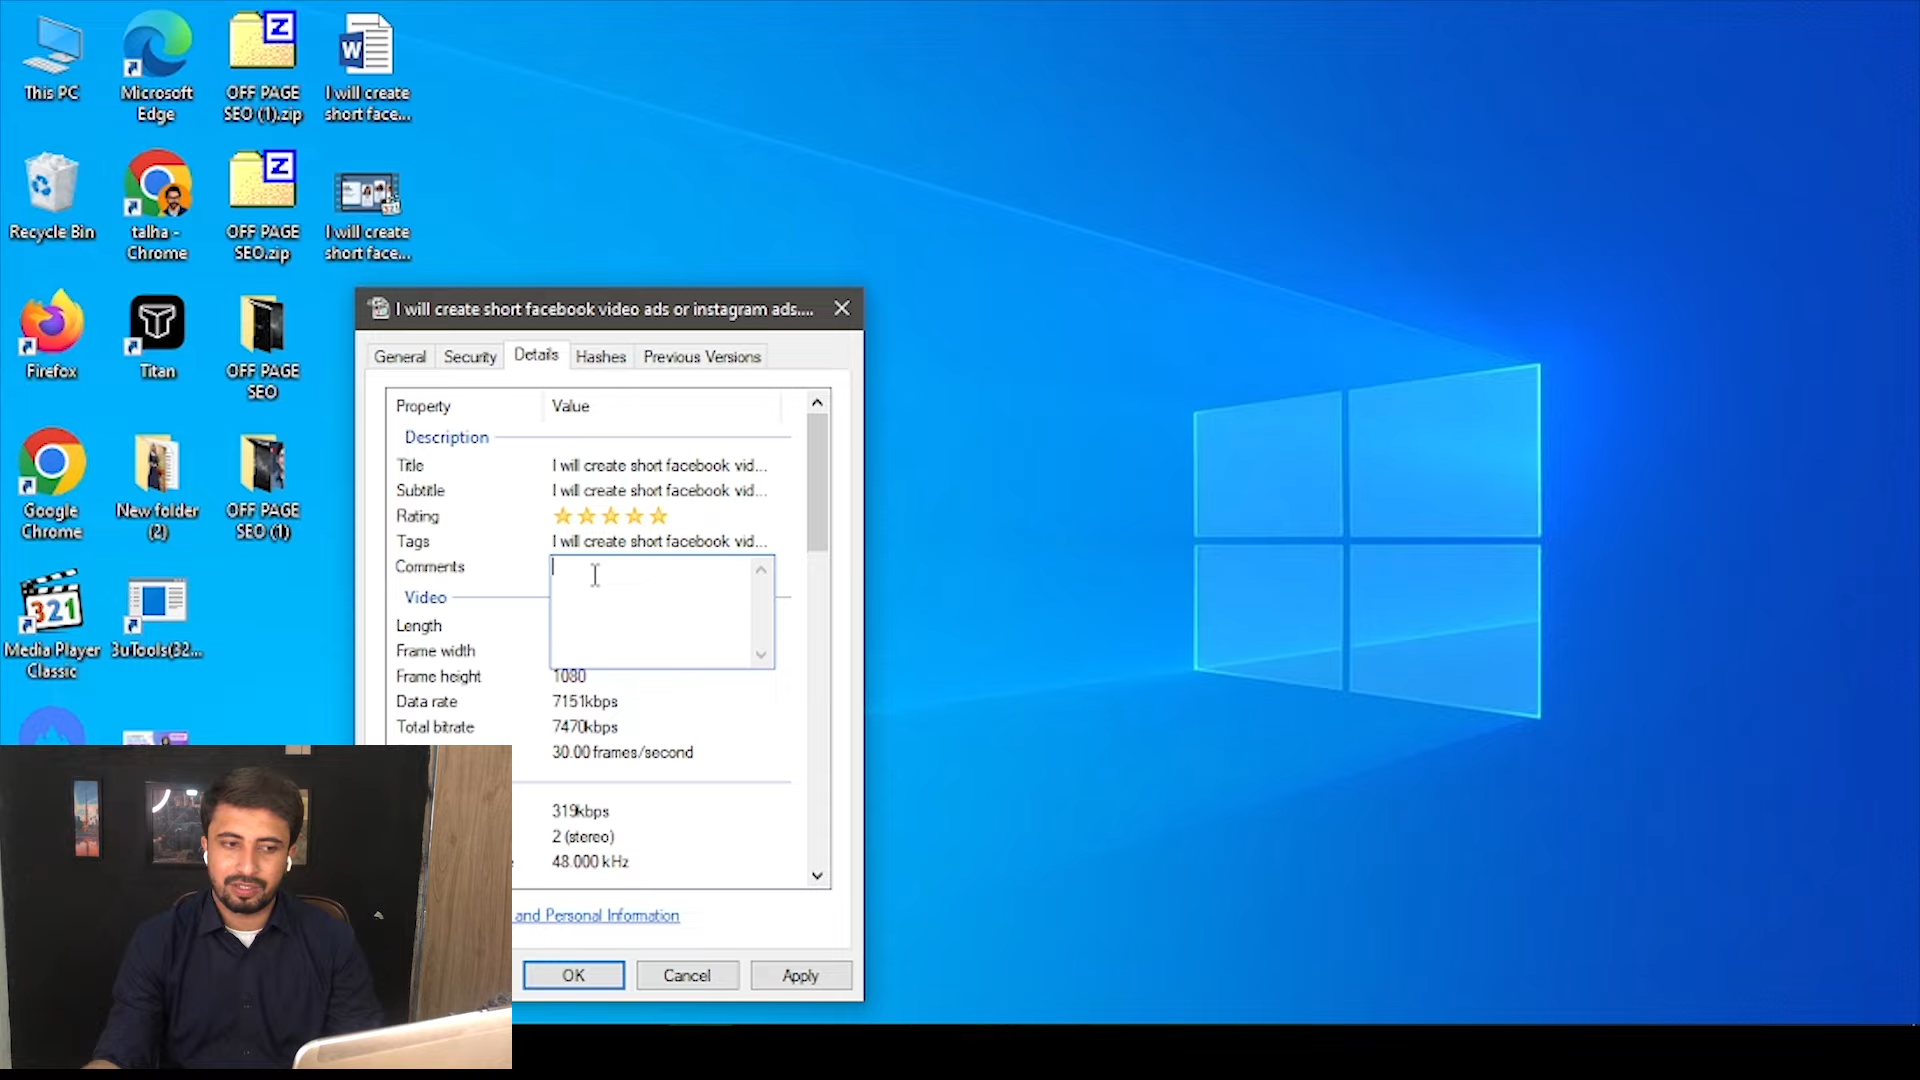 This PC
Microsoft
Edge
OFF PAGE
SEO (1).zip
I will create
short face...
Recycle Bin
talha -
Chrome
OFF PAGE
SEO.zip
I will create
short face...
Firefox
Titan
OFF PAGE
SEO
Google
Chrome
New folder
(2)
OFF PAGE
SEO (1)
Media Player
Classic
3uTools(32...
I will create short facebook video ads or instagram ads....
General
Security
Details
Hashes
Previous Versions
Property Value
Description
Title I will create short facebook vid...
Subtitle I will create short facebook vid...
Rating
Tags I will create short facebook vid...
Comments
Video
Length
Frame width
Frame height 1080
Data rate 7151kbps
Total bitrate 7470kbps
30.00 frames/second
319kbps
2 (stereo)
48.000 kHz
and Personal Information
OK
Cancel
Apply
W
Z
Z
321